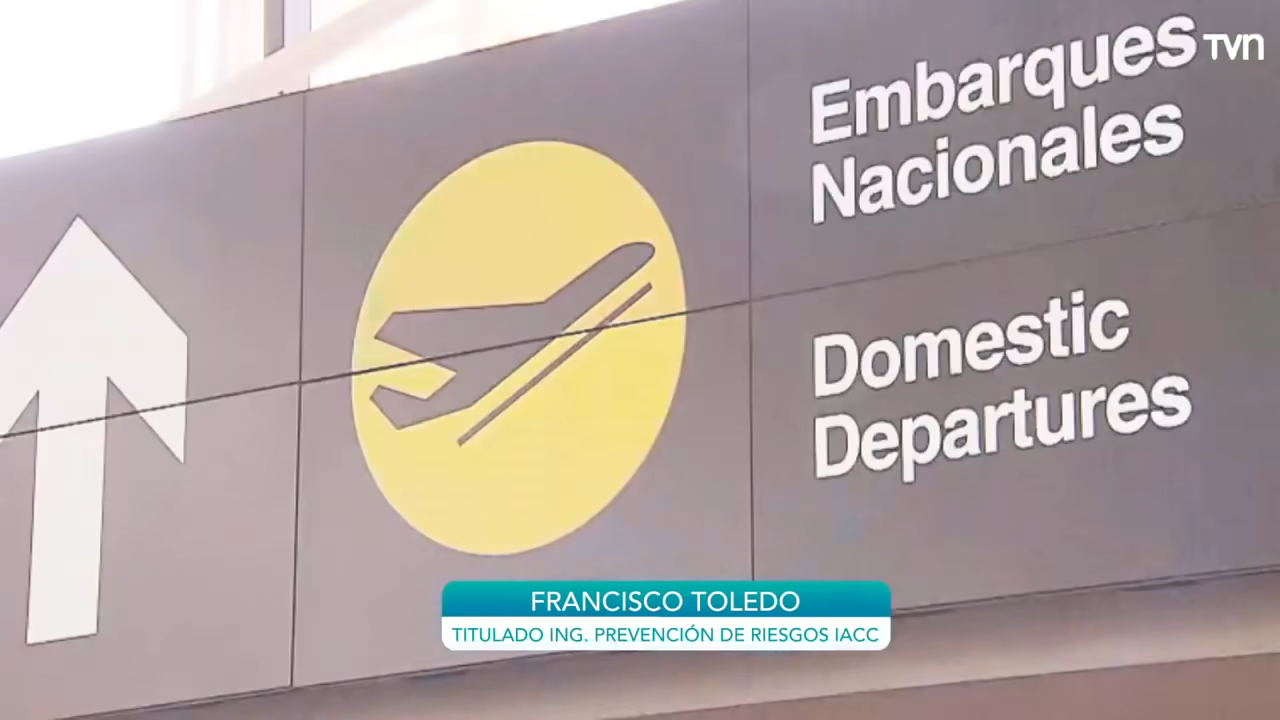 Embarques
Nacionales
TVN
Domestic
Departures
FRANCISCO TOLEDO
TITULADO ING. PREVENCIÓN DE RIESGOS IACC